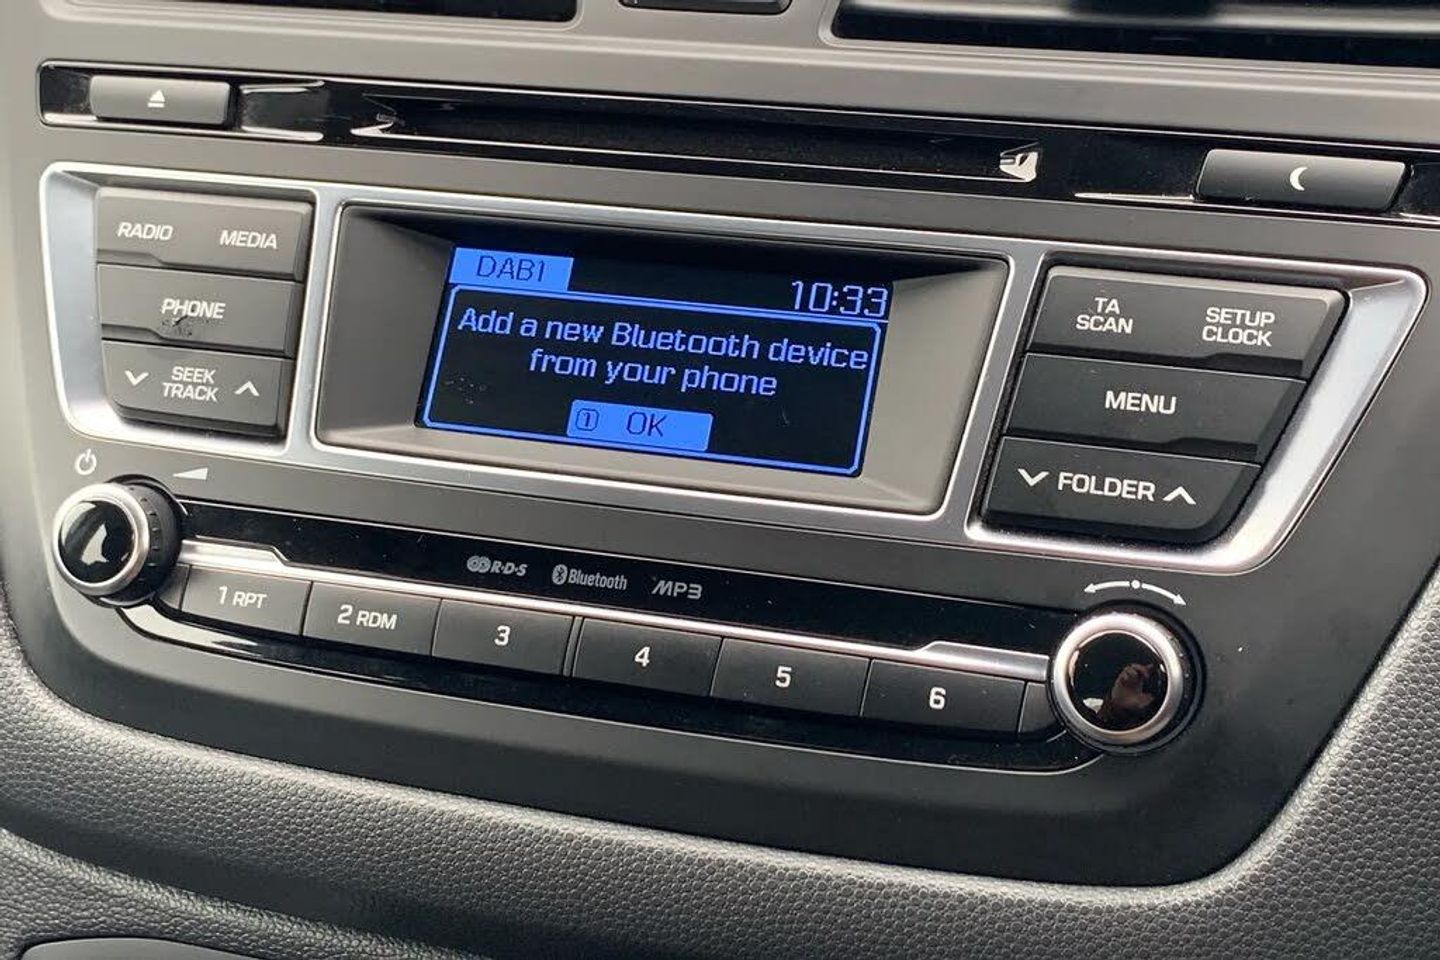 RADIO MEDIA
PHONE
SEEK
TRACK
DAB1 10:33
Add a new Bluetooth device
from your phone
1 OK
TA
SCAN
SETUP
CLOCK
MENU
FOLDER
R·D·S Bluetooth MP3
1 RPT 2 RDM 3 4 5 6